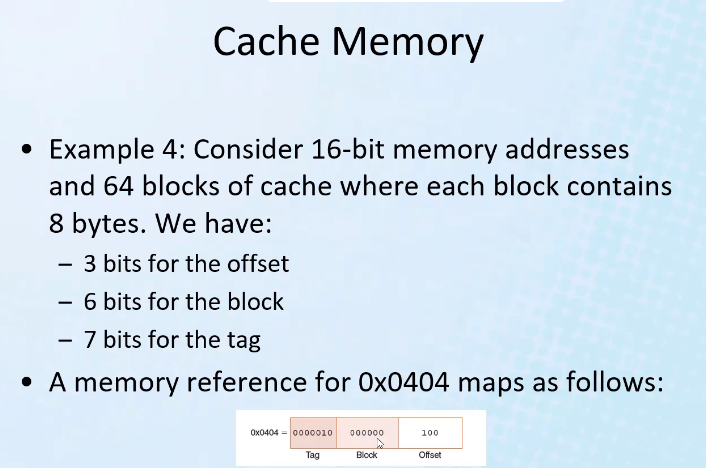 Cache Memory
• Example 4: Consider 16-bit memory addresses
and 64 blocks of cache where each block contains
8 bytes. We have:
– 3 bits for the offset
– 6 bits for the block
– 7 bits for the tag
• A memory reference for 0x0404 maps as follows:
0x0404 = 0000010 000000 100
Tag Block Offset